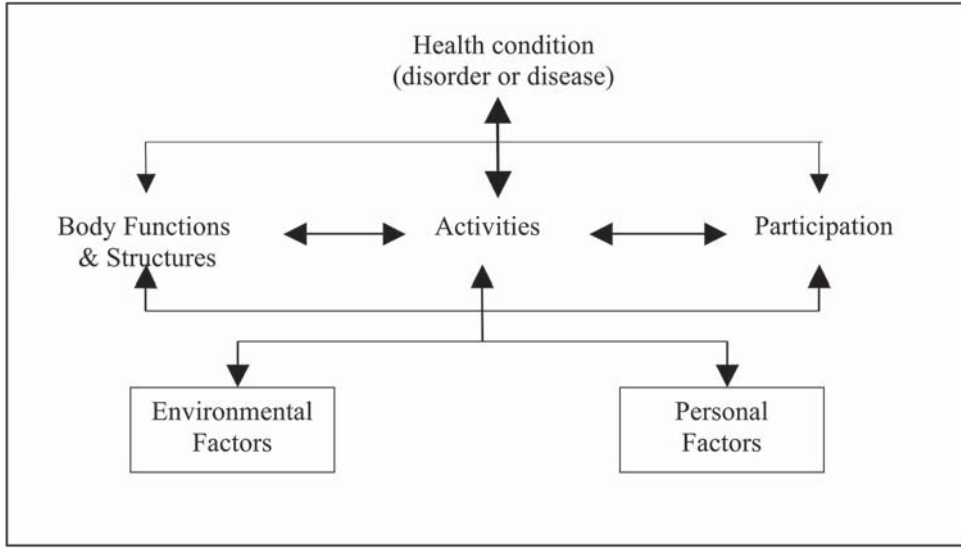 Health condition
(disorder or disease)
Body Functions
& Structures
Activities
Participation
Environmental
Factors
Personal
Factors